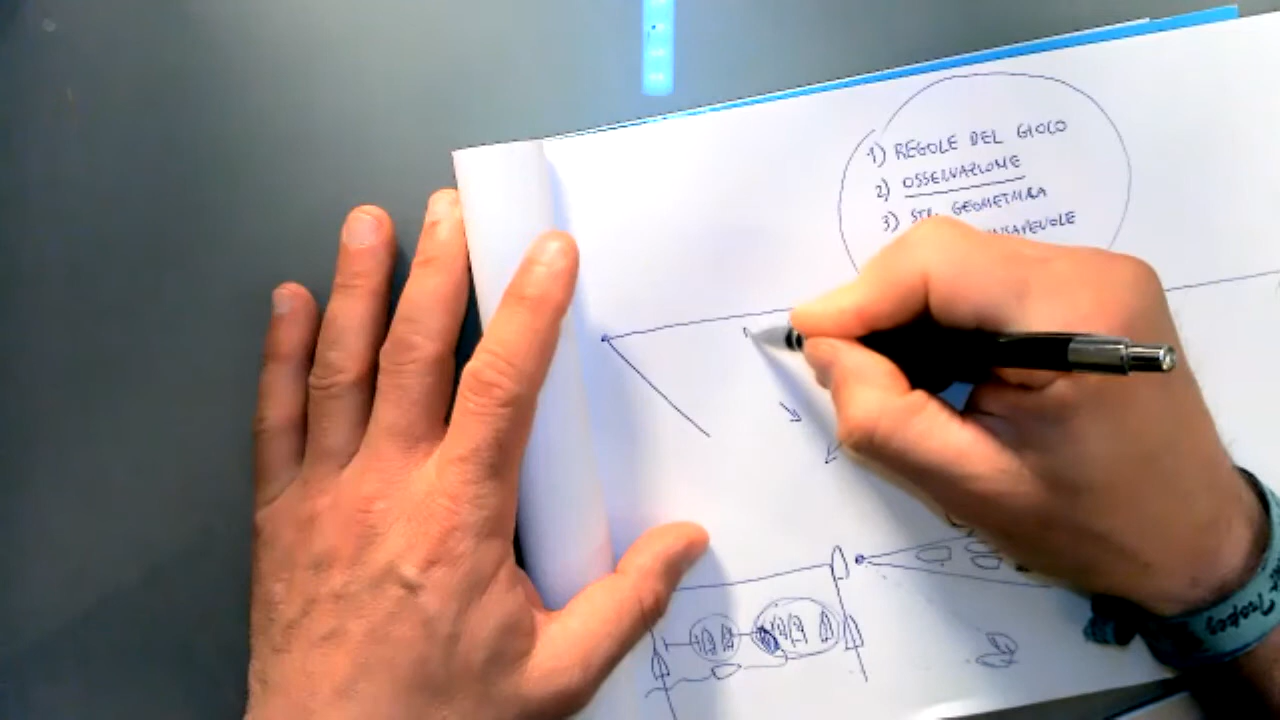 1) REGOLE DEL GIOCO
2) OSSERVAZIONE
3) STR. GEOMETRICA